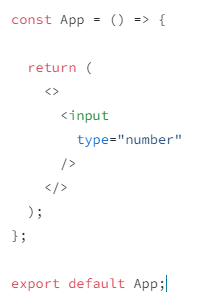 const App = () => {
return (
<>
<input
type="number"
/>
</>
);
};
export default App;